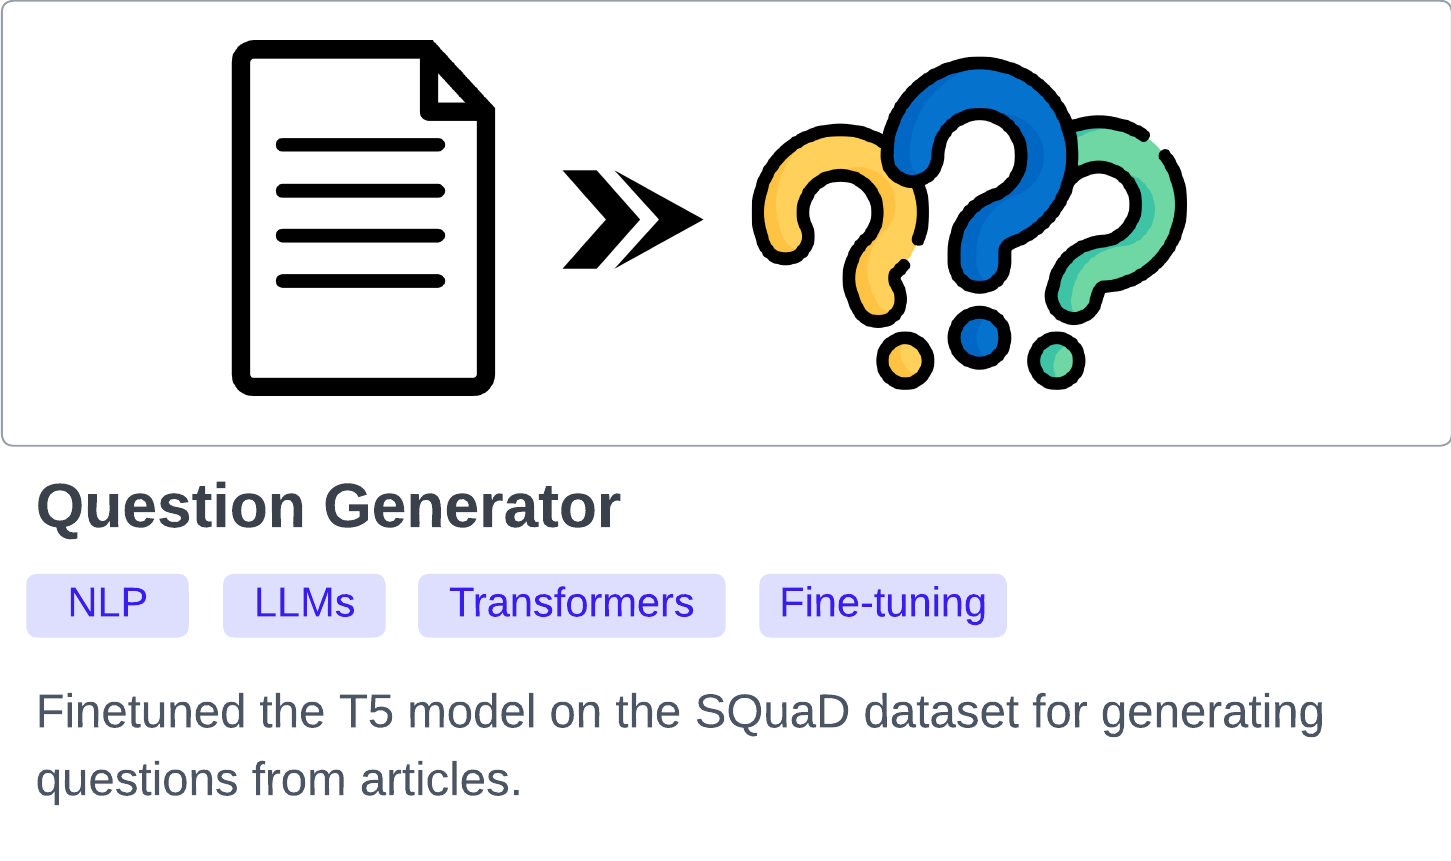 Question Generator
NLP LLMs Transformers Fine-tuning
Finetuned the T5 model on the SQuaD dataset for generating
questions from articles.